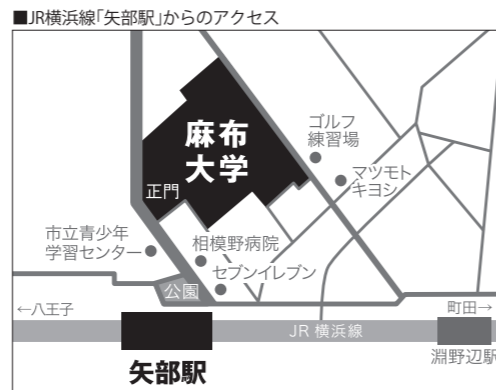 ■JR横浜線「矢部駅」からのアクセス
麻布
大学
正門
ゴルフ
練習場
マツモト
キヨシ
市立青少年
学習センター
相模野病院
セブンイレブン
公園
←八王子
町田→
JR横浜線
矢部駅
淵野辺駅